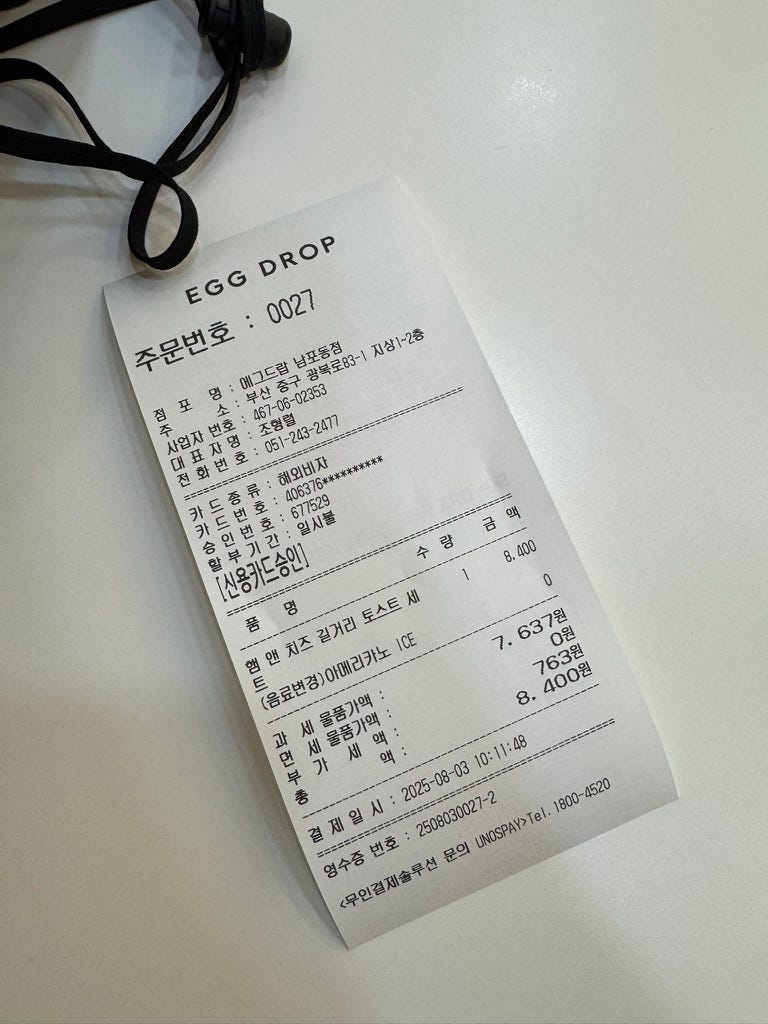 EGG DROP
주문번호 : 0027
점 포 명 : 에그드랍 남포동점
주 소 : 부산 중구 광복로83-1 지상1~2층
사업자 번호 : 467-06-02353
대 표 자 명 : 조형렬
전 화 번 호 : 051-243-2477
카 드 종 류 : 해외비자
카 드 번 호 : 406376**********
승 인 번 호 : 677529
할 부 기 간 : 일시불
[신용카드승인]
품 명 수 량 금 액
햄 앤 치즈 길거리 토스트 세 1 8,400
트
(음료변경)아메리카노 ICE 0
과 세 물품가액 : 7,637원
면 세 물품가액 : 0원
부 가 세 액 : 763원
총 액 : 8,400원
결 제 일 시 : 2025-08-03 10:11:48
영수증 번호 : 2508030027-2
<무인결제솔루션 문의 UNOSPAY>Tel. 1800-4520